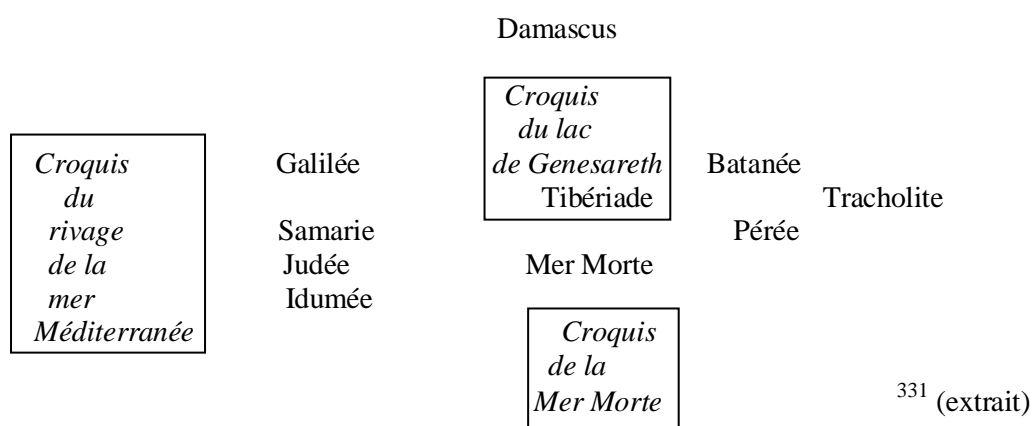 Damascus
Croquis
du lac
de Genesareth
Tibériade
Croquis
du
rivage
de la
mer
Méditerranée
Galilée
Samarie
Judée
Idumée
Batanée
Tracholite
Pérée
Mer Morte
Croquis
de la
Mer Morte
331 (extrait)